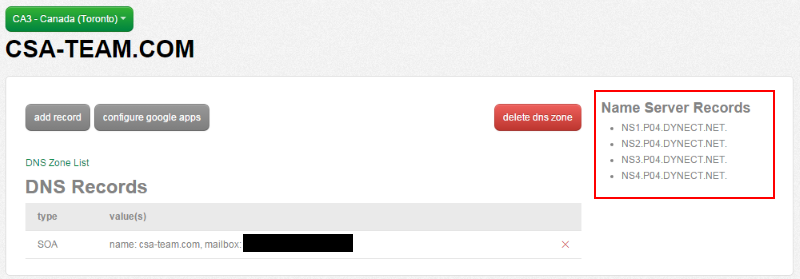 CA3 - Canada (Toronto)
CSA-TEAM.COM
add record
configure google apps
delete dns zone
DNS Zone List
DNS Records
type value(s)
SOA name: csa-team.com, mailbox:
Name Server Records
NS1.P04.DYNECT.NET.
NS2.P04.DYNECT.NET.
NS3.P04.DYNECT.NET.
NS4.P04.DYNECT.NET.